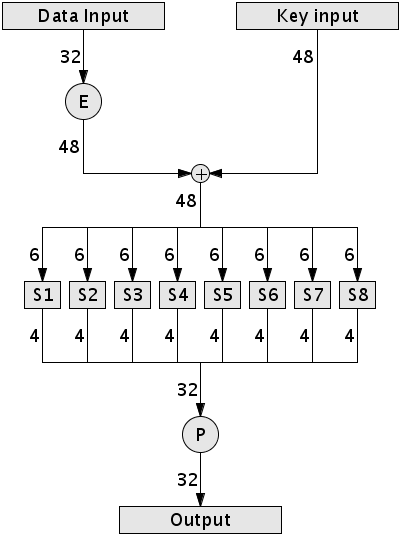 Data Input Key input
32 48
E
48
+
48
6 6 6 6 6 6 6 6
S1 S2 S3 S4 S5 S6 S7 S8
4 4 4 4 4 4 4 4
32
P
32
Output